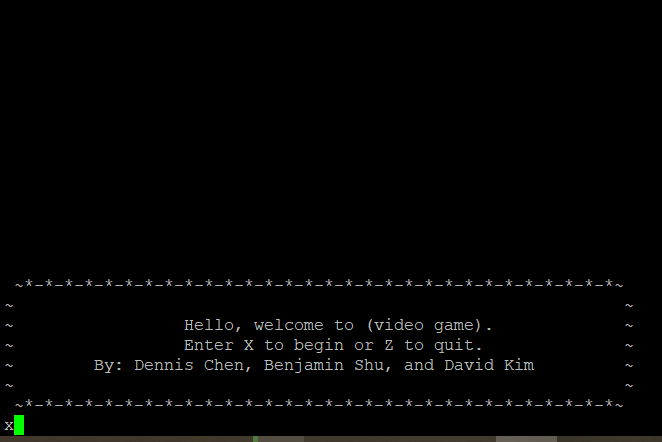 ~*-*-*-*-*-*-*-*-*-*-*-*-*-*-*-*-*-*-*-*-*-*-*-*-*-*-*-*-*-*~
~ ~
~ Hello, welcome to (video game). ~
~ Enter X to begin or Z to quit. ~
~ By: Dennis Chen, Benjamin Shu, and David Kim ~
~ ~
~*-*-*-*-*-*-*-*-*-*-*-*-*-*-*-*-*-*-*-*-*-*-*-*-*-*-*-*-*-*~
x